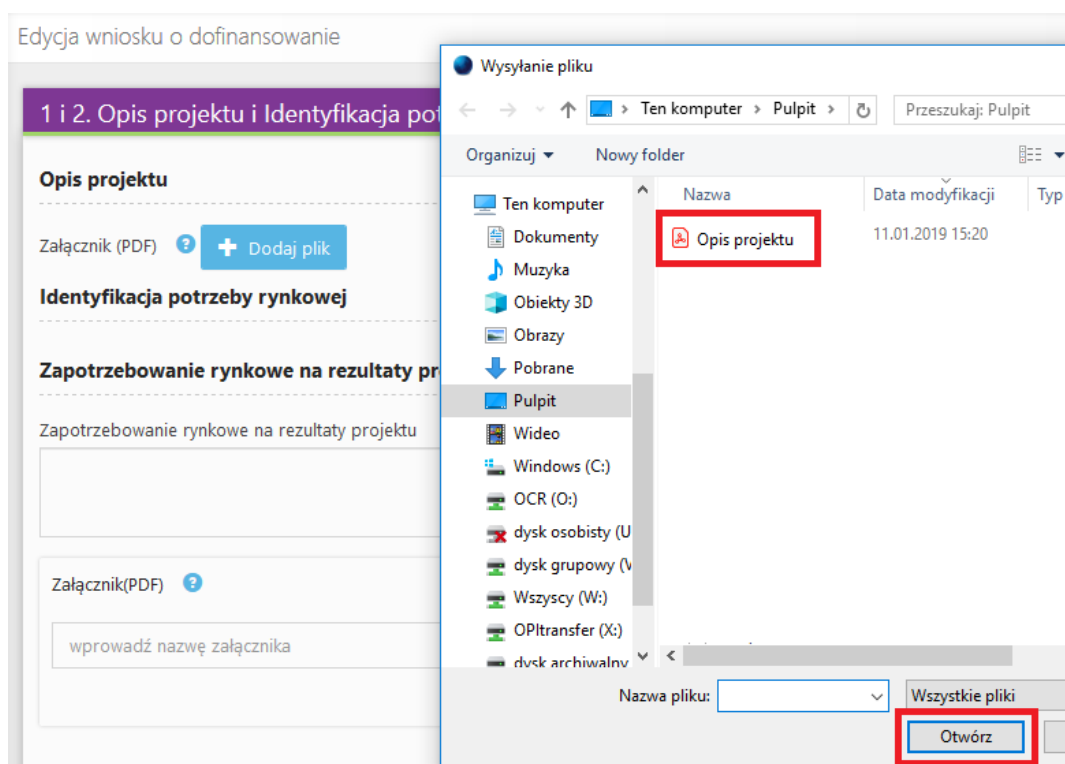 Edycja wniosku o dofinansowanie
1 i 2. Opis projektu i Identyfikacja pot
Opis projektu
Załącznik (PDF) ? + Dodaj plik
Identyfikacja potrzeby rynkowej
Zapotrzebowanie rynkowe na rezultaty pr
Zapotrzebowanie rynkowe na rezultaty projektu
Załącznik(PDF) ?
wprowadź nazwę załącznika
Wysyłanie pliku
Ten komputer > Pulpit >
Przeszukaj: Pulpit
Organizuj
Nowy folder
Ten komputer
Dokumenty
Muzyka
Obiekty 3D
Obrazy
Pobrane
Pulpit
Wideo
Windows (C:)
OCR (O:)
dysk osobisty (U
dysk grupowy (V
Wszyscy (W:)
OPItransfer (X:)
dysk archiwalny
Nazwa Data modyfikacji Typ
Opis projektu 11.01.2019 15:20
Nazwa pliku:
Wszystkie pliki
Otwórz